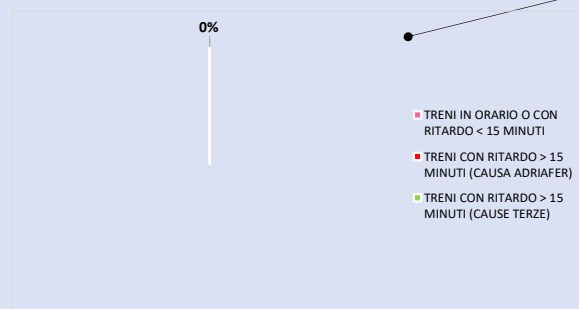 0%
TRENI IN ORARIO O CON
RITARDO < 15 MINUTI
TRENI CON RITARDO > 15
MINUTI (CAUSA ADRIAFER)
TRENI CON RITARDO > 15
MINUTI (CAUSE TERZE)